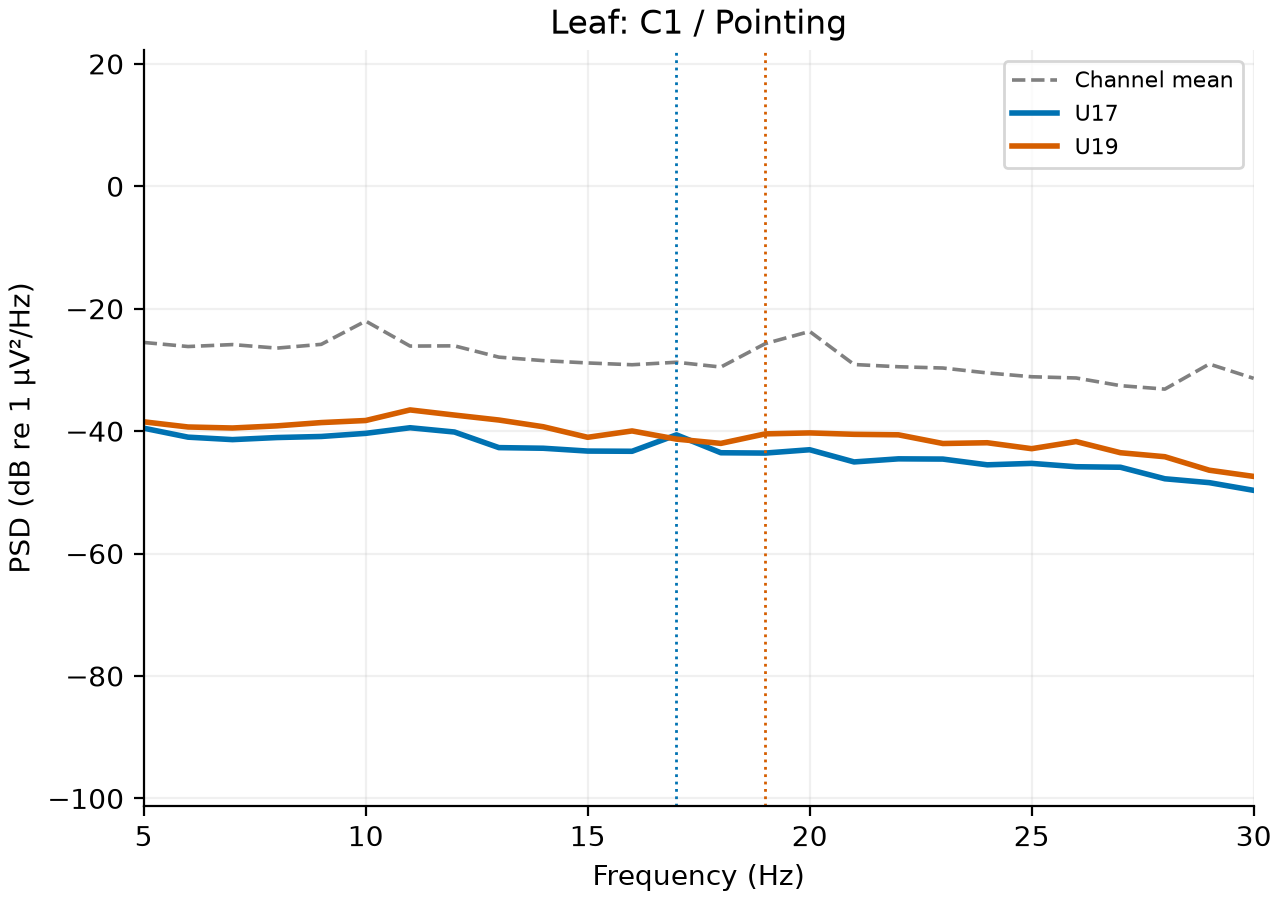 Leaf: C1 / Pointing
Channel mean
U17
U19
PSD (dB re 1 µV²/Hz)
20
0
−20
−40
−60
−80
−100
5
10
15
20
25
30
Frequency (Hz)